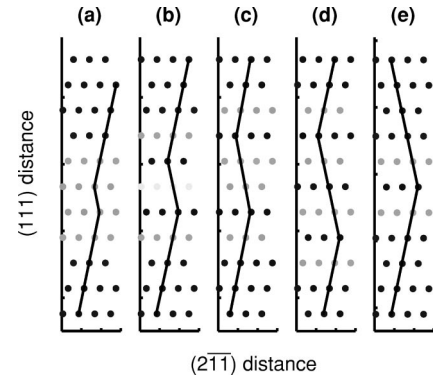 (a) (b) (c) (d) (e)
(111) distance
(2̅1̅1̅) distance